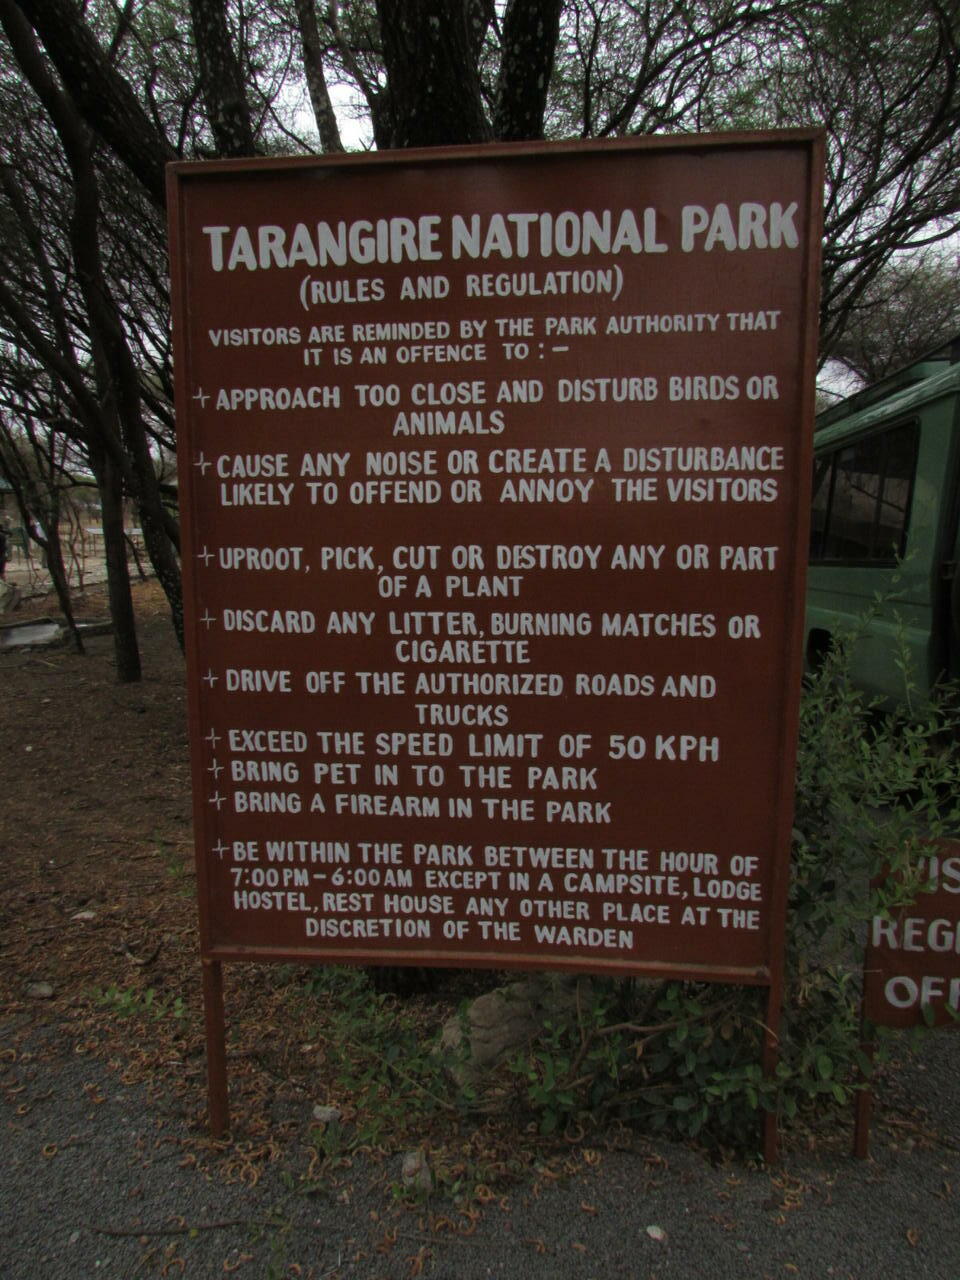 TARANGIRE NATIONAL PARK
(RULES AND REGULATION)
VISITORS ARE REMINDED BY THE PARK AUTHORITY THAT
IT IS AN OFFENCE TO :-
+ APPROACH TOO CLOSE AND DISTURB BIRDS OR
ANIMALS
+ CAUSE ANY NOISE OR CREATE A DISTURBANCE
LIKELY TO OFFEND OR ANNOY THE VISITORS
+ UPROOT, PICK, CUT OR DESTROY ANY OR PART
OF A PLANT
+ DISCARD ANY LITTER, BURNING MATCHES OR
CIGARETTE
+ DRIVE OFF THE AUTHORIZED ROADS AND
TRUCKS
+ EXCEED THE SPEED LIMIT OF 50 KPH
+ BRING PET IN TO THE PARK
+ BRING A FIREARM IN THE PARK
+ BE WITHIN THE PARK BETWEEN THE HOUR OF
7:00 PM - 6:00 AM EXCEPT IN A CAMPSITE, LODGE
HOSTEL, REST HOUSE ANY OTHER PLACE AT THE
DISCRETION OF THE WARDEN